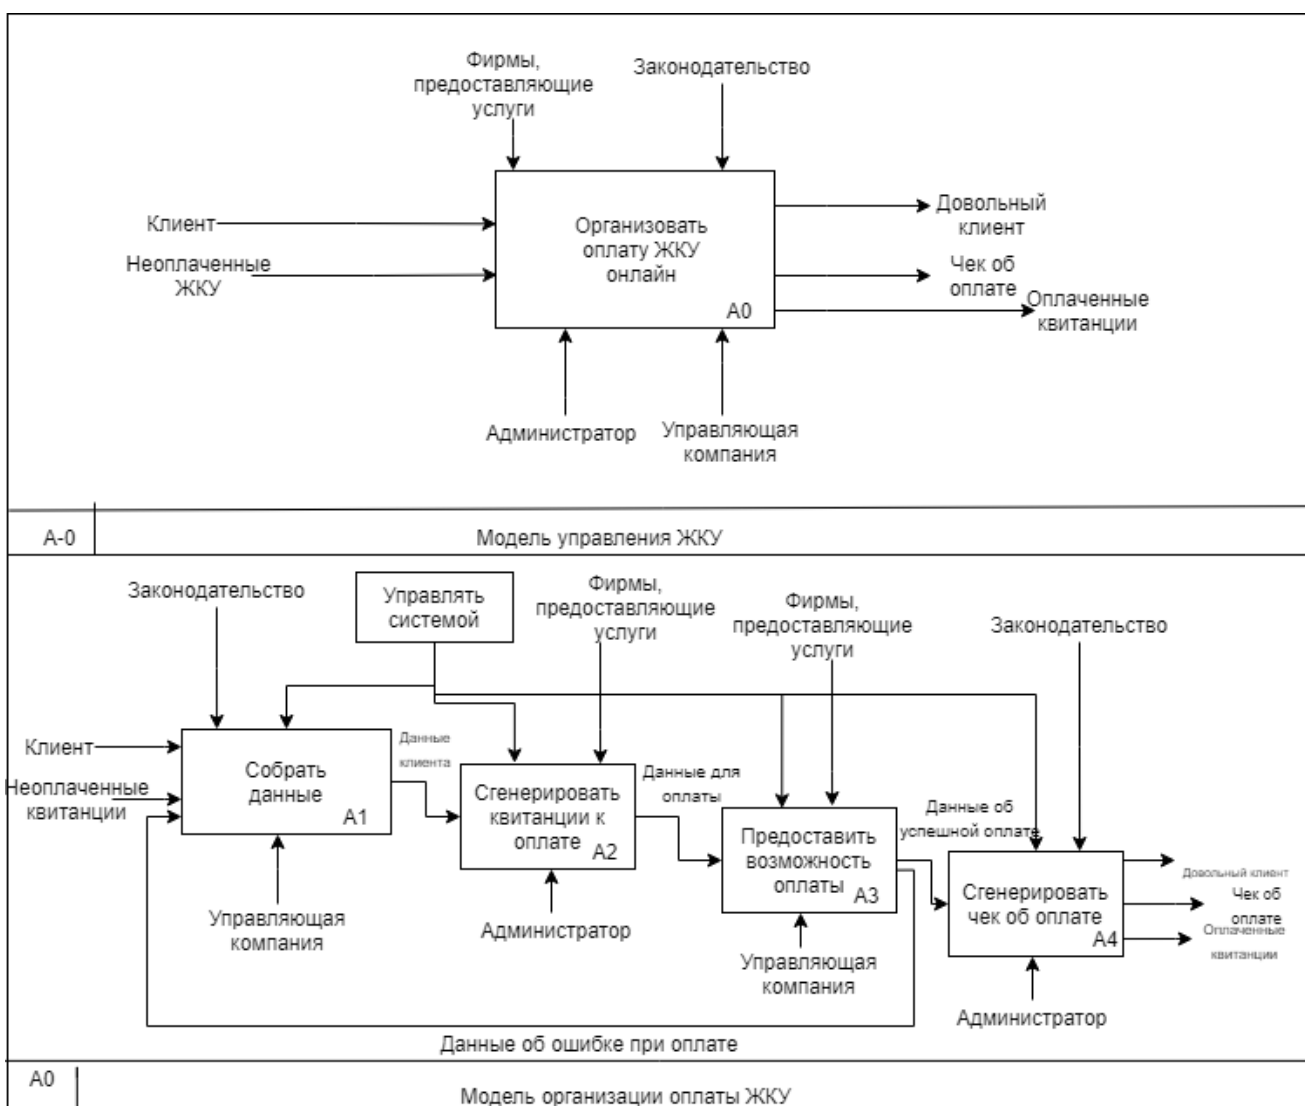 Фирмы,
предоставляющие
услуги
Законодательство
Клиент
Неоплаченные
ЖКУ
Организовать
оплату ЖКУ
онлайн
A0
Довольный
клиент
Чек об
оплате
Оплаченные
квитанции
Администратор
Управляющая
компания
A-0
Модель управления ЖКУ
Законодательство
Управлять
системой
Фирмы,
предоставляющие
услуги
Фирмы,
предоставляющие
услуги
Законодательство
Клиент
Неоплаченные
квитанции
Собрать
данные
A1
Данные
клиента
Сгенерировать
квитанции к
оплате
A2
Данные для
оплаты
Предоставить
возможность
оплаты
A3
Данные об
успешной оплате
Сгенерировать
чек об оплате
A4
Довольный клиент
Чек об
оплате
Оплаченные
квитанции
Управляющая
компания
Администратор
Управляющая
компания
Администратор
Данные об ошибке при оплате
A0
Модель организации оплаты ЖКУ